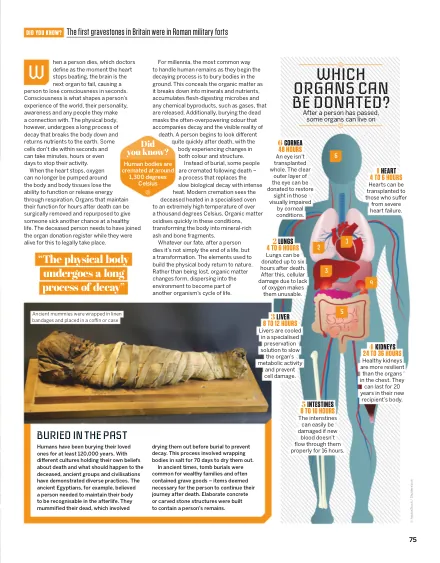 DID YOU KNOW? The first gravestones in Britain were in Roman military forts
When a person dies, which doctors
define as the moment the heart
stops beating, the brain is the
next organ to fail, causing a
person to lose consciousness in seconds.
Consciousness is what shapes a person's
experience of the world, their personality,
awareness and any people they make
a connection with. The physical body,
however, undergoes a long process of
decay that breaks the body down and
returns nutrients to the earth. Some
cells don't die within seconds and
can take minutes, hours or even
days to stop their activity.
When the heart stops, oxygen
can no longer be pumped around
the body and body tissues lose the
ability to function or release energy
through respiration. Organs that maintain
their function for hours after death can be
surgically removed and repurposed to give
someone sick another chance at a healthy
life. The deceased person needs to have joined
the organ donation register while they were
alive for this to legally take place.
"The physical body
undergoes a long
process of decay"
For millennia, the most common way
to handle human remains as they begin the
decaying process is to bury bodies in the
ground. This conceals the organic matter as
it breaks down into minerals and nutrients,
accumulates flesh-digesting microbes and
any chemical byproducts, such as gases, that
are released. Additionally, burying the dead
masks the often-overpowering odour that
accompanies decay and the visible reality of
death. A person begins to look different
quite quickly after death, with the
body experiencing changes in
both colour and structure.
Instead of burial, some people
are cremated following death –
a process that replaces the
slow biological decay with intense
heat. Modern cremation sees the
deceased heated in a specialised oven
to an extremely high temperature of over
a thousand degrees Celsius. Organic matter
oxidises quickly in these conditions,
transforming the body into mineral-rich
ash and bone fragments.
Whatever our fate, after a person
dies it's not simply the end of a life, but
a transformation. The elements used to
build the physical body return to nature.
Rather than being lost, organic matter
changes form, dispersing into the
environment to become part of
another organism's cycle of life.
Did
you know?
Human bodies are
cremated at around
1,300 degrees
Celsius
Ancient mummies were wrapped in linen
bandages and placed in a coffin or case
BURIED IN THE PAST
Humans have been burying their loved
ones for at least 120,000 years. With
different cultures holding their own beliefs
about death and what should happen to the
deceased, ancient groups and civilisations
have demonstrated diverse practices. The
ancient Egyptians, for example, believed
a person needed to maintain their body
to be recognisable in the afterlife. They
mummified their dead, which involved
drying them out before burial to prevent
decay. This process involved wrapping
bodies in salt for 70 days to dry them out.
In ancient times, tomb burials were
common for wealthy families and often
contained grave goods – items deemed
necessary for the person to continue their
journey after death. Elaborate concrete
or carved stone structures were built
to contain a person's remains.
WHICH
ORGANS CAN
BE DONATED?
After a person has passed,
some organs can live on
6 CORNEA
48 HOURS
An eye isn't
transplanted
whole. The clear
outer layer of
the eye can be
donated to restore
sight in those
visually impaired
by corneal
conditions.
1 HEART
4 TO 6 HOURS
Hearts can be
transplanted to
those who suffer
from severe
heart failure.
2 LUNGS
4 TO 6 HOURS
Lungs can be
donated up to six
hours after death.
After this, cellular
damage due to lack
of oxygen makes
them unusable.
3 LIVER
8 TO 12 HOURS
Livers are cooled
in a specialised
preservation
solution to slow
the organ's
metabolic activity
and prevent
cell damage.
4 KIDNEYS
24 TO 36 HOURS
Healthy kidneys
are more resilient
than the organs
in the chest. They
can last for 20
years in their new
recipient's body.
5 INTESTINES
8 TO 16 HOURS
The intestines
can easily be
damaged if new
blood doesn't
flow through them
properly for 16 hours.
6
1
2
3
4
5
75